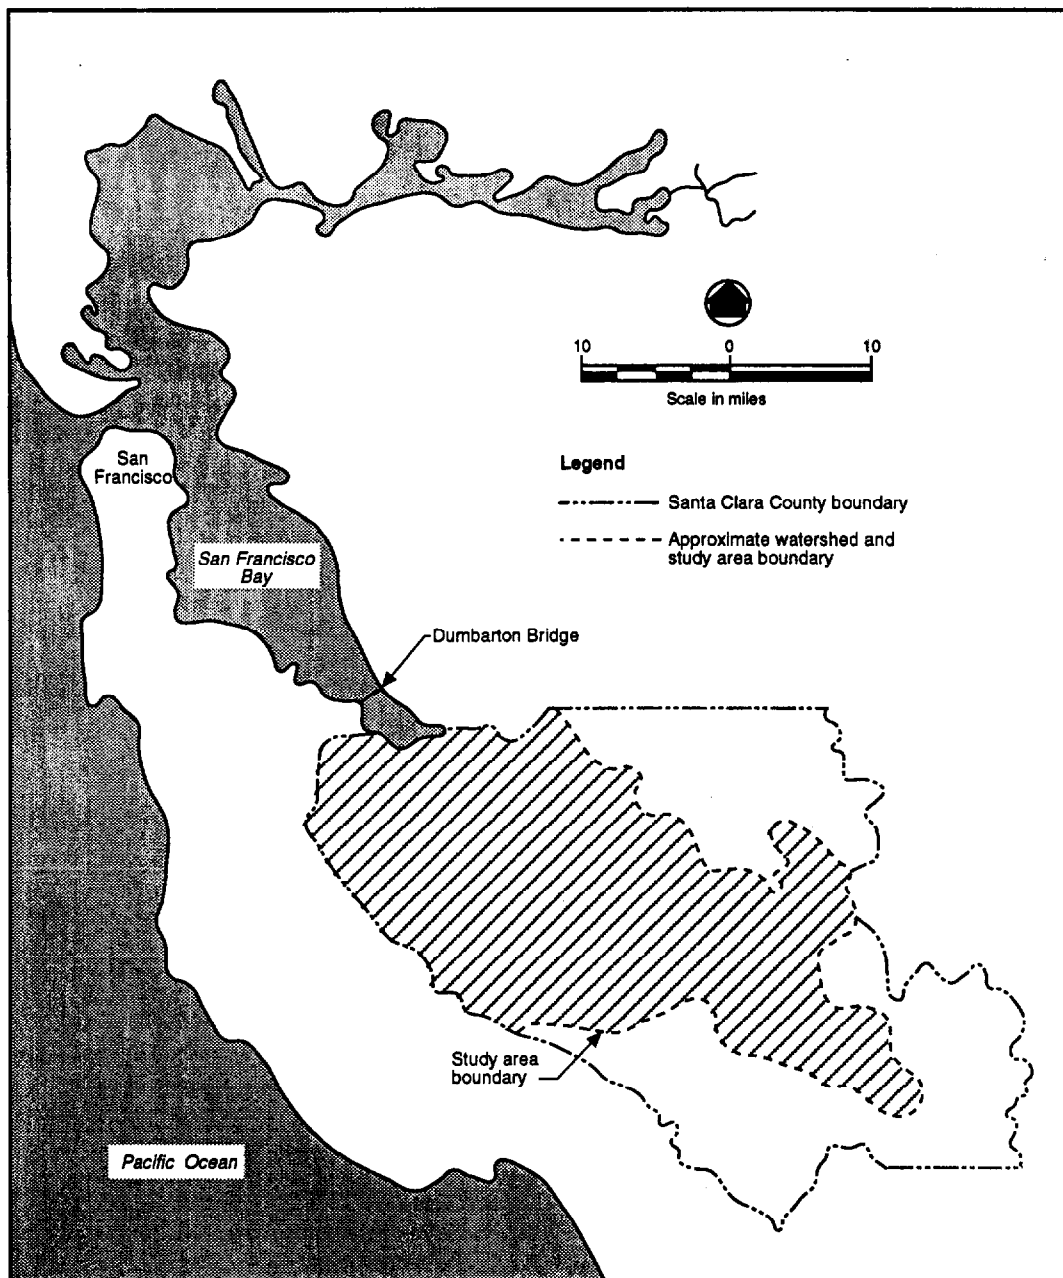 10 0 10
Scale in miles
San
Francisco
Legend
Santa Clara County boundary
Approximate watershed and
study area boundary
San Francisco
Bay
Dumbarton Bridge
Study area
boundary
Pacific Ocean